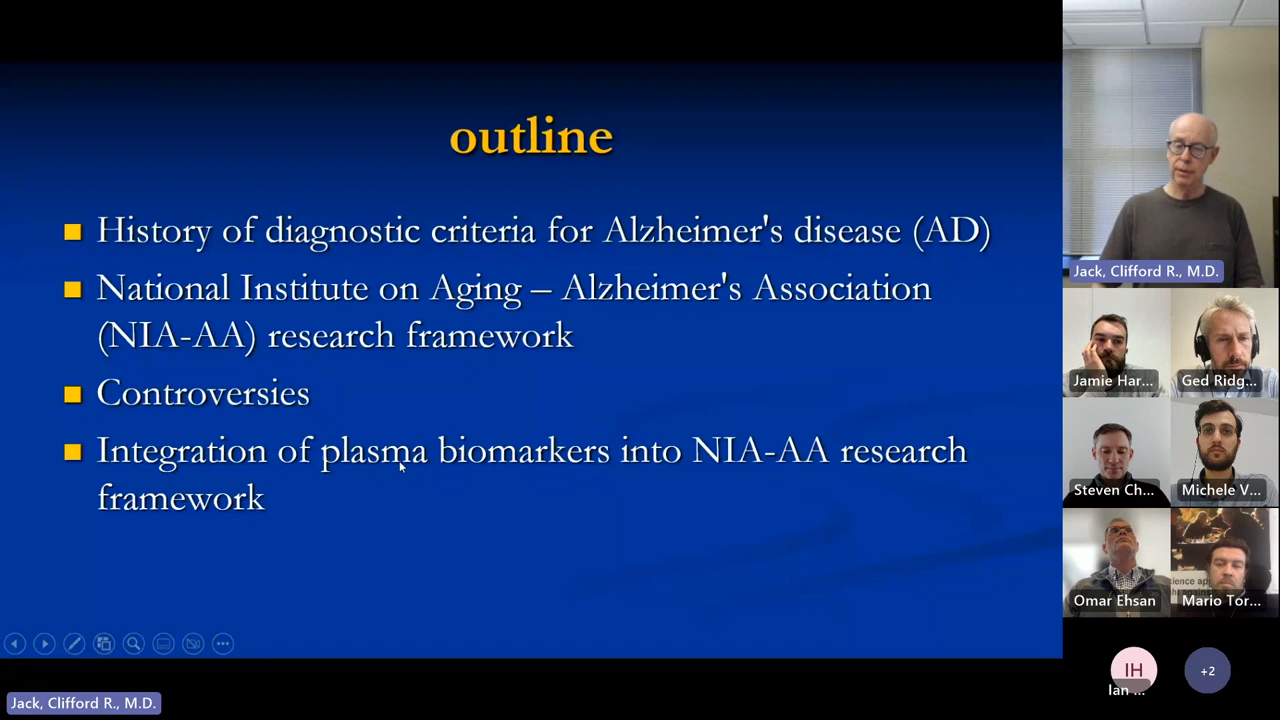 outline
History of diagnostic criteria for Alzheimer's disease (AD)
National Institute on Aging – Alzheimer's Association
(NIA-AA) research framework
Controversies
Integration of plasma biomarkers into NIA-AA research
framework
Jack, Clifford R., M.D.
Jack, Clifford R., M.D.
Jamie Har...
Ged Ridg...
Steven Ch...
Michele V...
Omar Ehsan
Mario Tor...
IH
+2
Ian ...